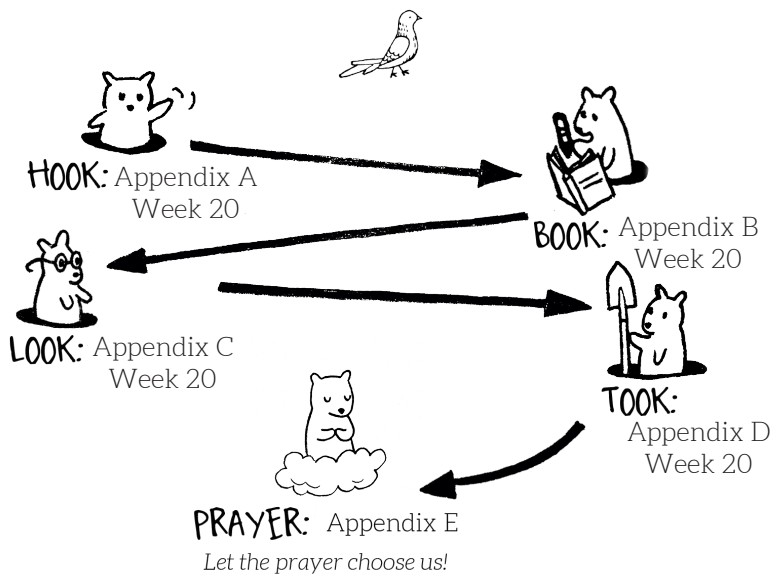 HOOK: Appendix A
Week 20
BOOK: Appendix B
Week 20
LOOK: Appendix C
Week 20
TOOK:
Appendix D
Week 20
PRAYER: Appendix E
Let the prayer choose us!